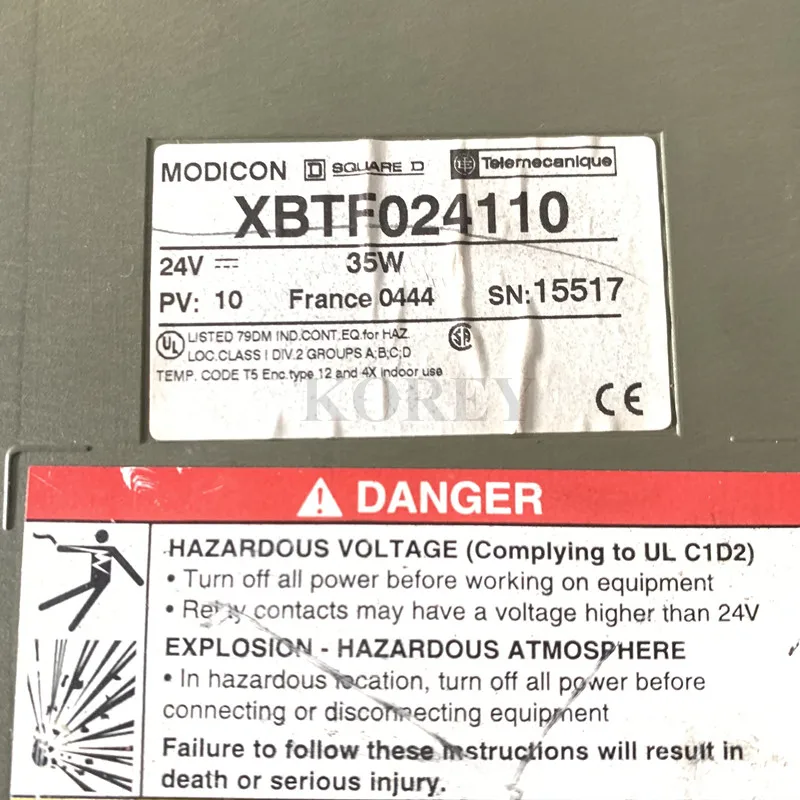 MODICON D SQUARE D TE Telemecanique
XBTF024110
24V 35W
PV: 10 France 0444 SN:15517
UL LISTED 79DM IND.CONT.EQ.for HAZ.
LOC.CLASS I DIV.2 GROUPS A;B;C;D
TEMP. CODE T5 Enc.type 12 and 4X indoor use
KOREY
CE
DANGER
HAZARDOUS VOLTAGE (Complying to UL C1D2)
• Turn off all power before working on equipment
• Relay contacts may have a voltage higher than 24V
EXPLOSION - HAZARDOUS ATMOSPHERE
• In hazardous location, turn off all power before
connecting or disconnecting equipment
Failure to follow these instructions will result in
death or serious injury.